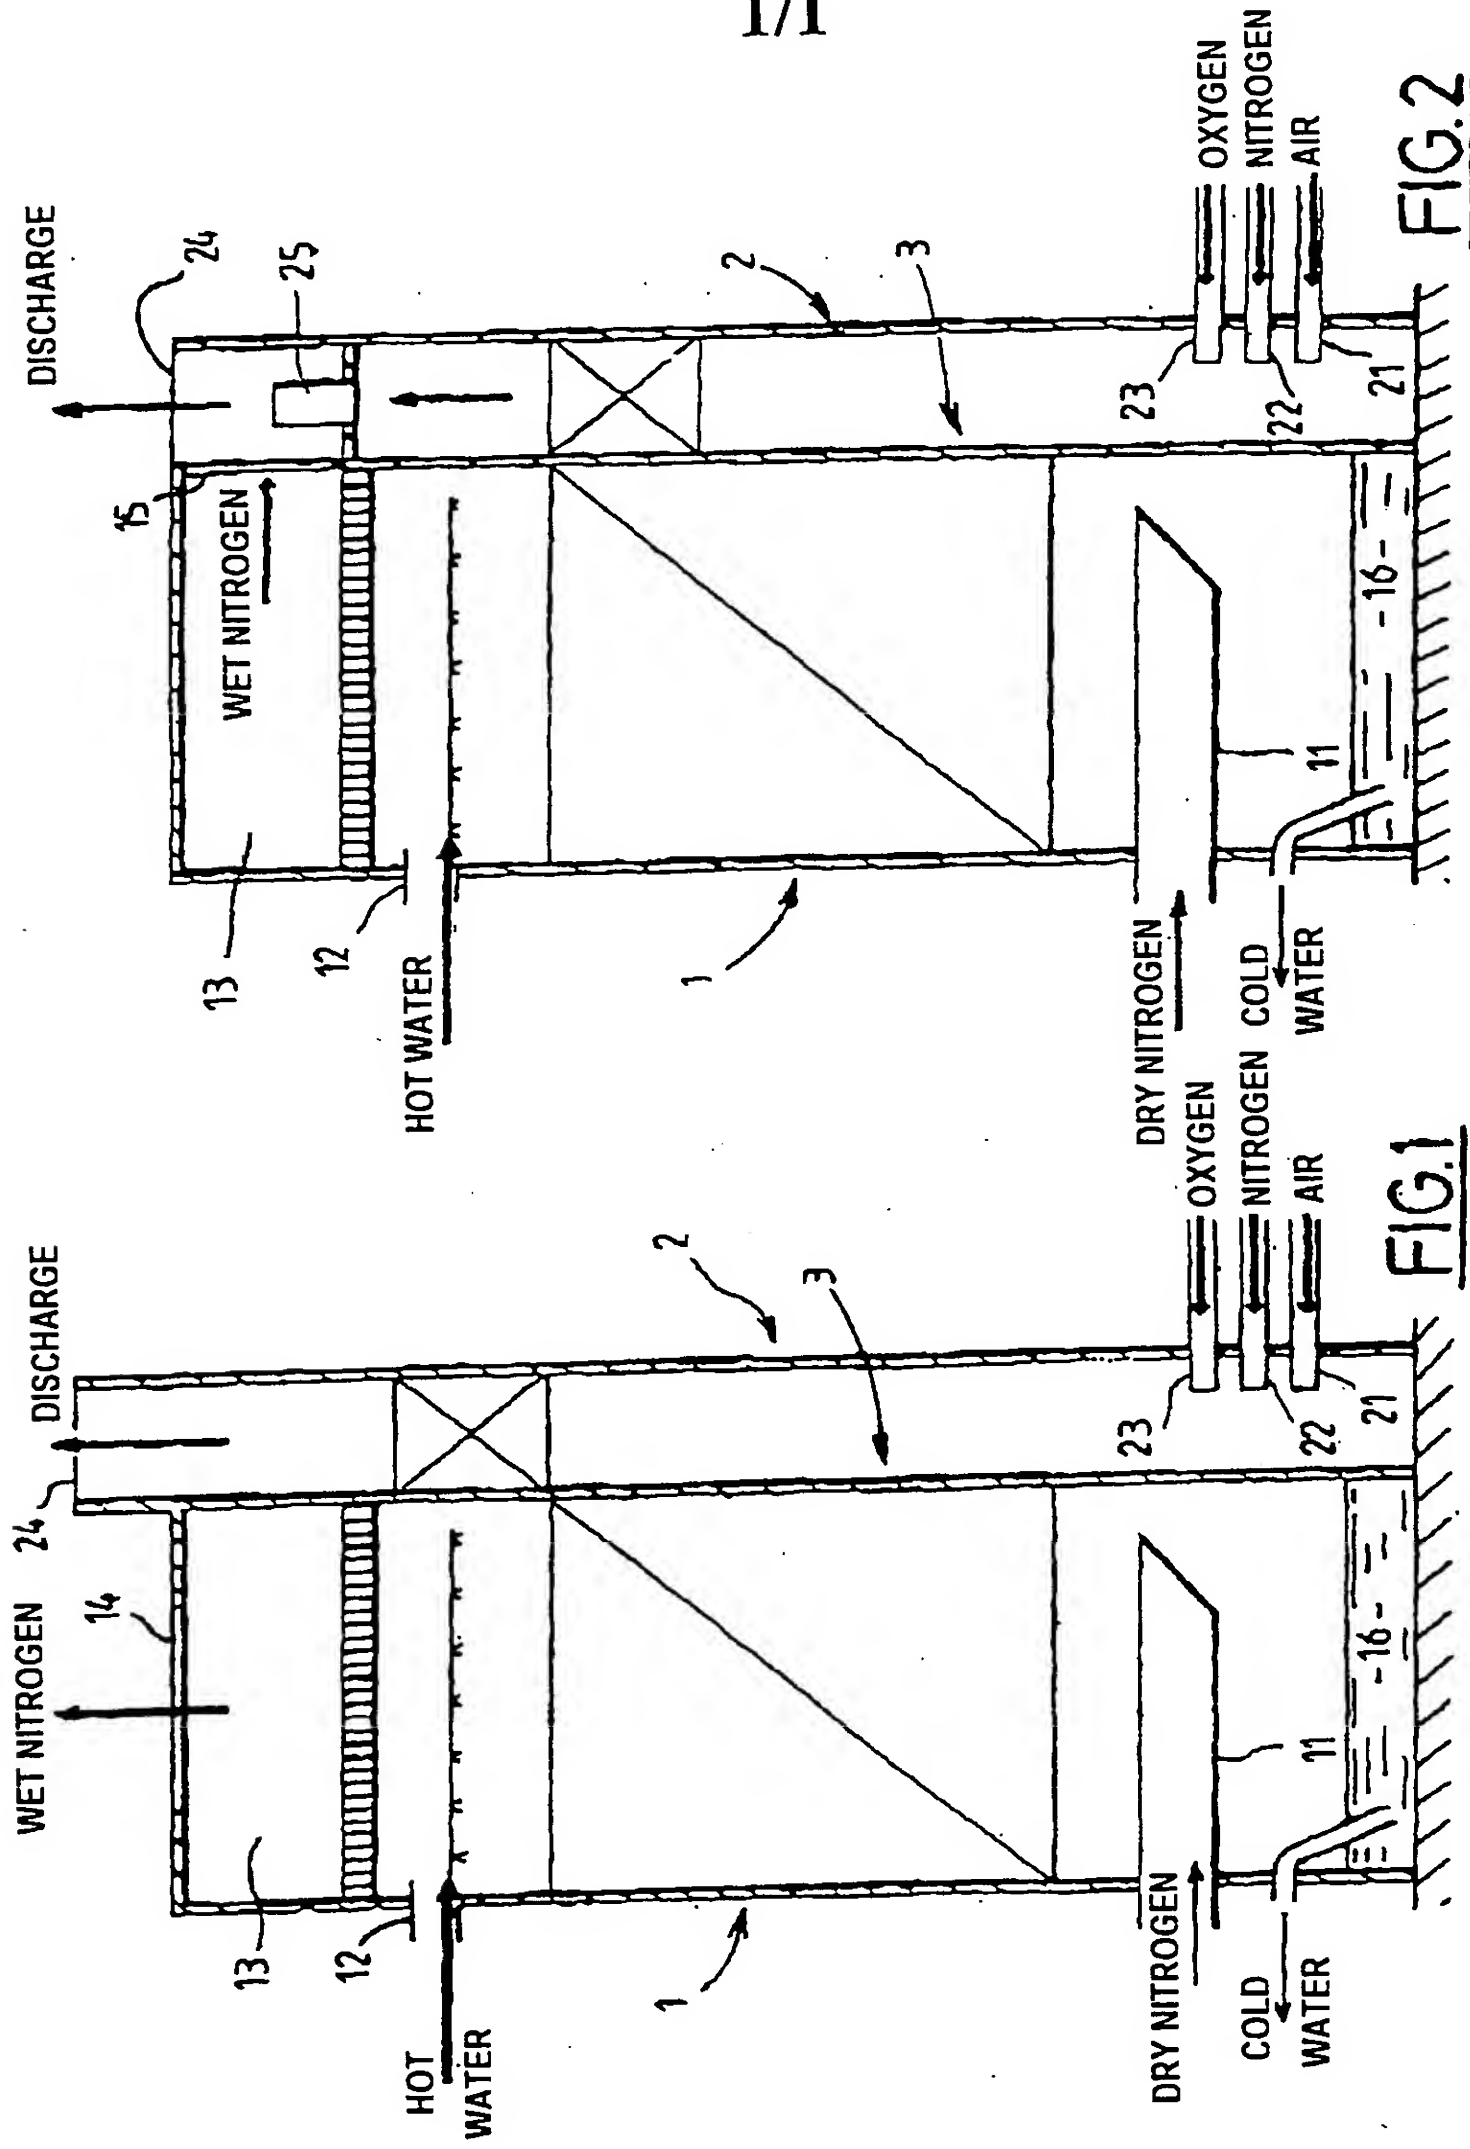 1/1
WET NITROGEN
24
DISCHARGE
14
13
12
HOT
WATER
1
2
3
DRY NITROGEN
COLD
WATER
11
-16-
23
22
21
OXYGEN
NITROGEN
AIR
FIG.1
DISCHARGE
24
25
15
WET NITROGEN
13
12
HOT WATER
1
2
3
DRY NITROGEN
COLD
WATER
11
-16-
23
22
21
OXYGEN
NITROGEN
AIR
FIG.2